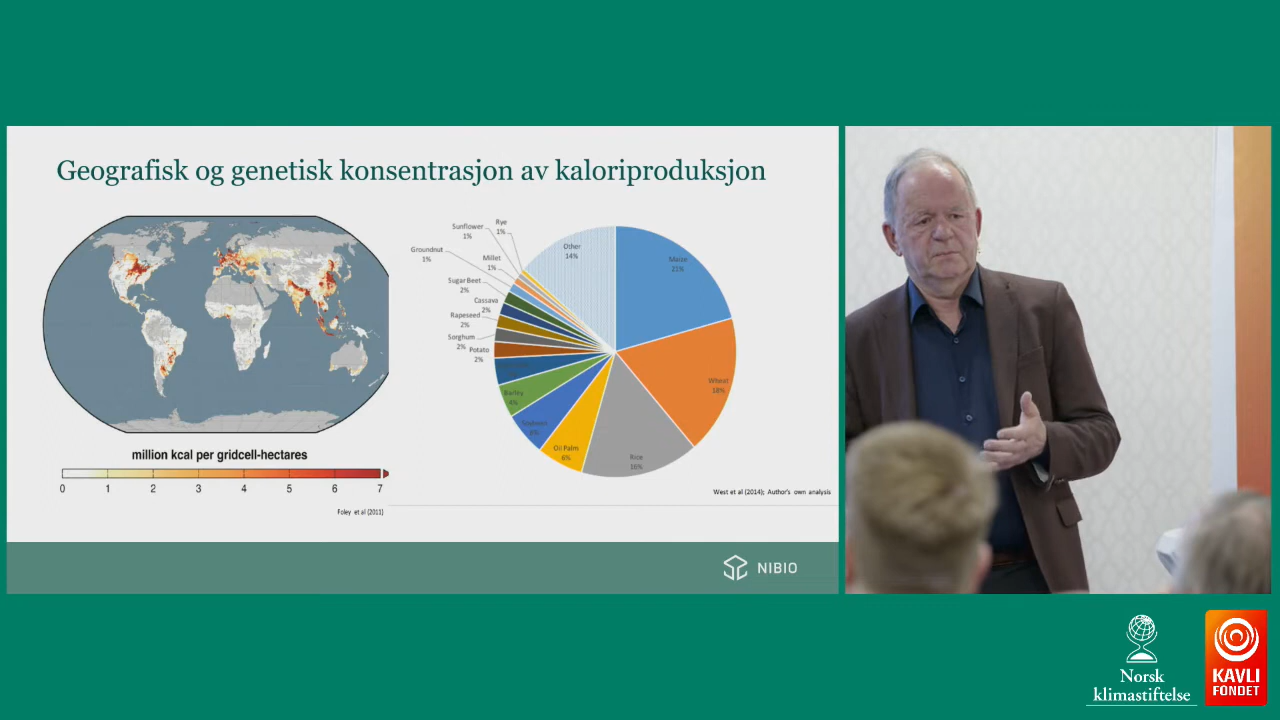 Geografisk og genetisk konsentrasjon av kaloriproduksjon
million kcal per gridcell-hectares
0 1 2 3 4 5 6 7
Foley et al (2011)
Rye
1%
Sunflower
1%
Groundnut
1%
Millet
1%
Sugar Beet
2%
Cassava
2%
Rapeseed
2%
Sorghum
2%
Potato
2%
Other
14%
Maize
21%
Wheat
18%
Rice
16%
Oil Palm
6%
Barley
4%
West et al (2014); Author's own analysis
NIBIO
Norsk
klimastiftelse
KAVLI
FONDET